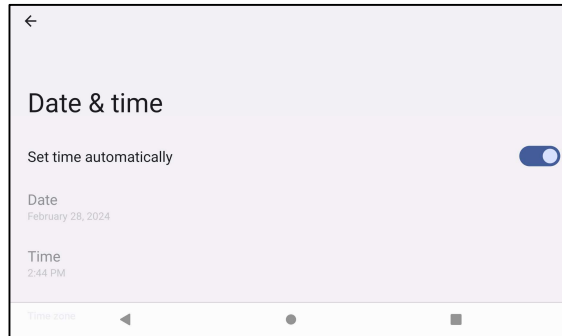 Date & time
Set time automatically
Date
February 28, 2024
Time
2:44 PM
Time zone